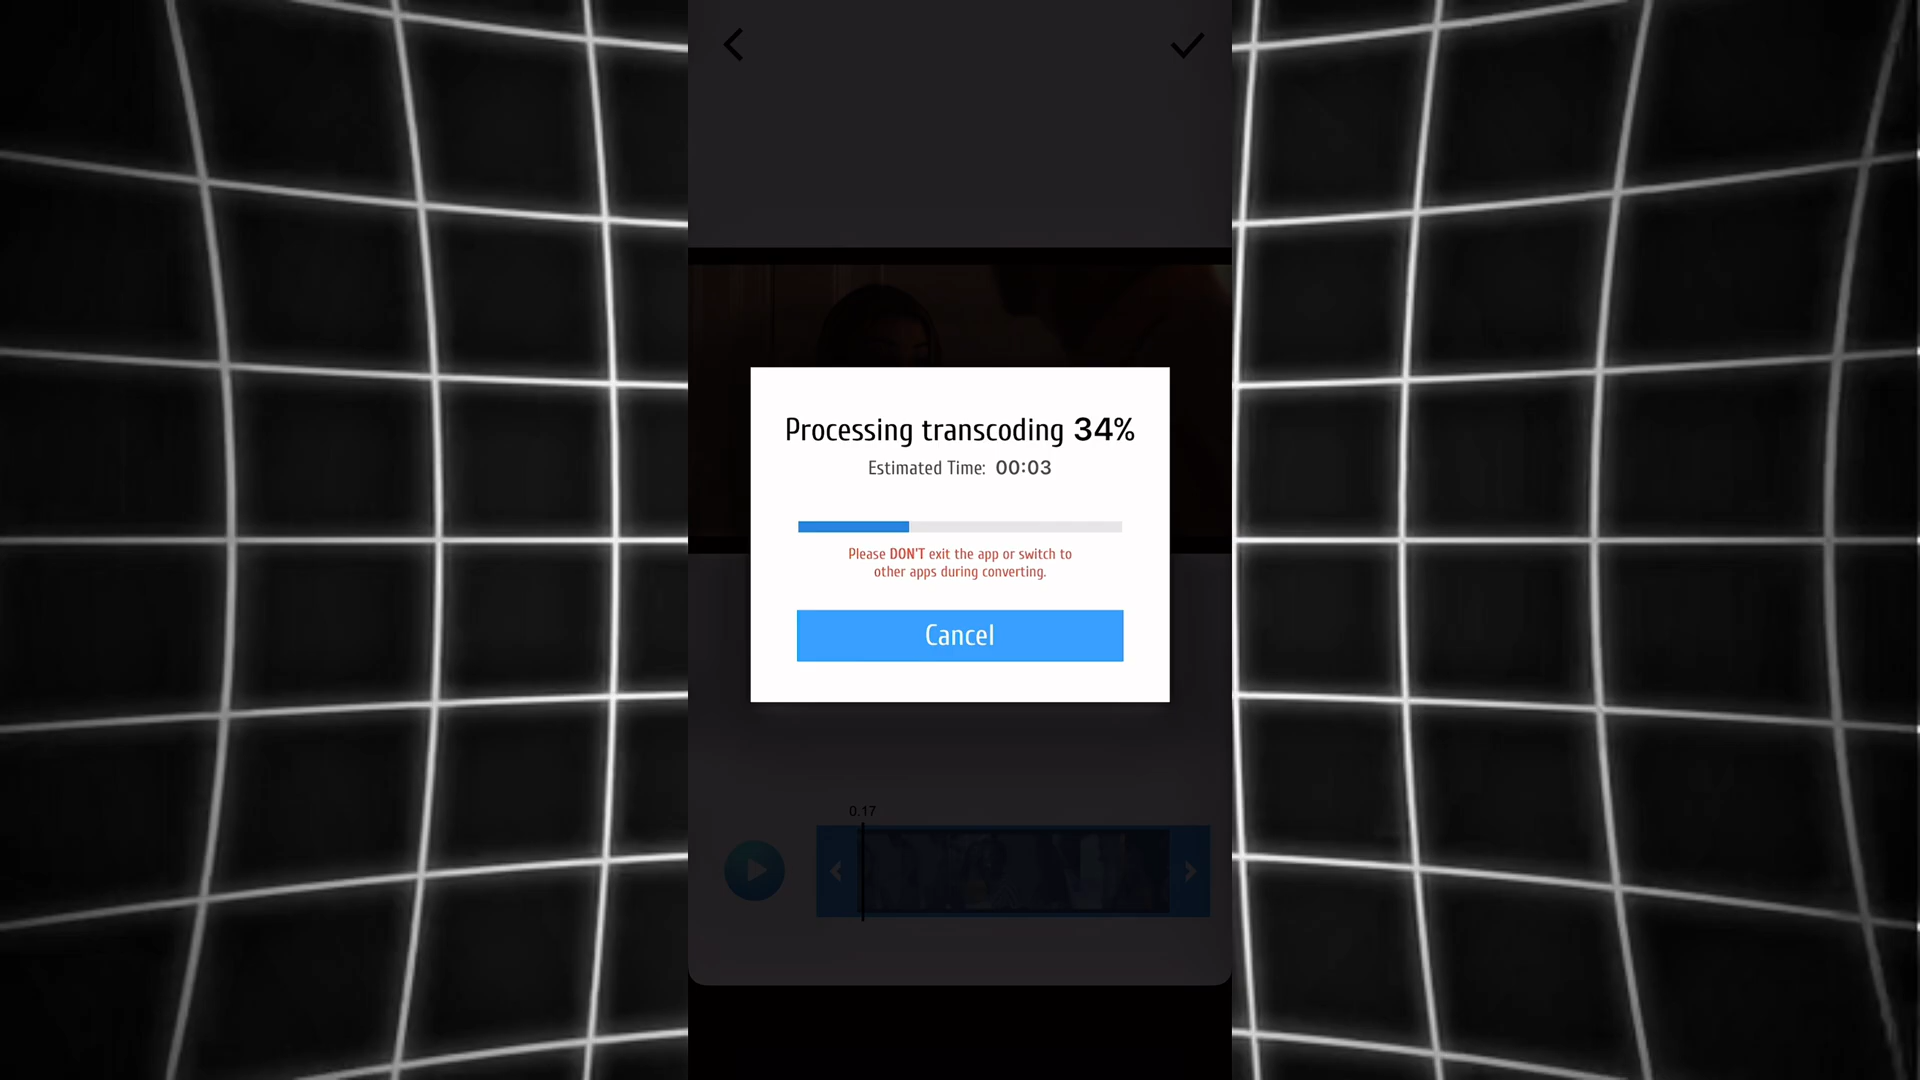 Processing transcoding 34%
Estimated Time: 00:03
Please DON'T exit the app or switch to
other apps during converting.
Cancel
0.17